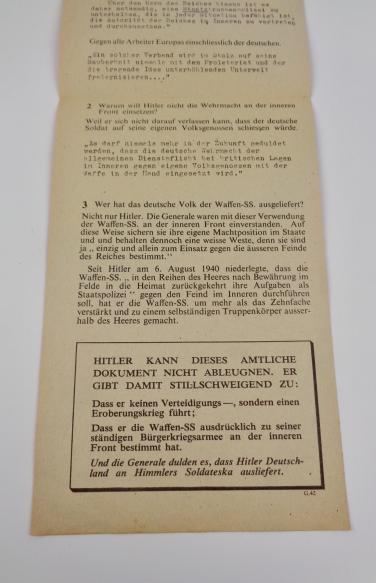 Über den Kern des Reiches hinaus ist es
daher notwendig, eine Staatstruppenpolizei zu
unterhalten, die in jeder Situation befähigt ist,
die Autorität des Reiches im Inneren zu vertreten
und durchzusetzen."
Gegen alle Arbeiter Europas einschliesslich der deutschen.
„Ein solcher Verband wird im Stolz auf seine
Sauberkeit niemals mit dem Proletariat und der
die tragende Idee unterhöhlenden Unterwelt
fraternisieren...."
2 Warum will Hitler nicht die Wehrmacht an der inneren
Front einsetzen?
Weil er sich nicht darauf verlassen kann, dass der deutsche
Soldat auf seine eigenen Volksgenossen schiessen würde.
„Es darf niemals mehr in der Zukunft geduldet
werden, dass die deutsche Wehrmacht der
allgemeinen Dienstpflicht bei kritischen Lagen
im Inneren gegen eigene Volksgenossen mit der
Waffe in der Hand eingesetzt wird."
3 Wer hat das deutsche Volk der Waffen-SS. ausgeliefert?
Nicht nur Hitler. Die Generale waren mit dieser Verwendung
der Waffen-SS. an der inneren Front einverstanden. Auf
diese Weise sichern sie ihre eigene Machtposition im Staate
und und behalten dennoch eine weisse Weste, denn sie sind
ja „ einzig und allein zum Einsatz gegen die äusseren Feinde
des Reiches bestimmt."
Seit Hitler am 6. August 1940 niederlegte, dass die
Waffen-SS. „ in den Reihen des Heeres nach Bewährung im
Felde in die Heimat zurückgekehrt ihre Aufgaben als
Staatspolizei " gegen den Feind im Inneren durchführen
soll, hat er die Waffen-SS. um mehr als das Zehnfache
verstärkt und zu einem selbständigen Truppenkörper ausser-
halb des Heeres gemacht.
HITLER KANN DIESES AMTLICHE
DOKUMENT NICHT ABLEUGNEN. ER
GIBT DAMIT STILLSCHWEIGEND ZU:
Dass er keinen Verteidigungs—, sondern einen
Eroberungskrieg führt;
Dass er die Waffen-SS ausdrücklich zu seiner
ständigen Bürgerkriegsarmee an der inneren
Front bestimmt hat.
Und die Generale dulden es, dass Hitler Deutsch-
land an Himmlers Soldateska ausliefert.
G.42